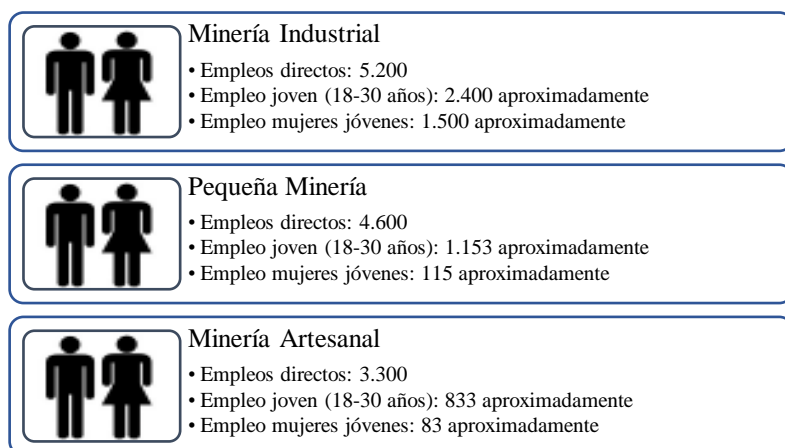 Minería Industrial
• Empleos directos: 5.200
• Empleo joven (18-30 años): 2.400 aproximadamente
• Empleo mujeres jóvenes: 1.500 aproximadamente
Pequeña Minería
• Empleos directos: 4.600
• Empleo joven (18-30 años): 1.153 aproximadamente
• Empleo mujeres jóvenes: 115 aproximadamente
Minería Artesanal
• Empleos directos: 3.300
• Empleo joven (18-30 años): 833 aproximadamente
• Empleo mujeres jóvenes: 83 aproximadamente